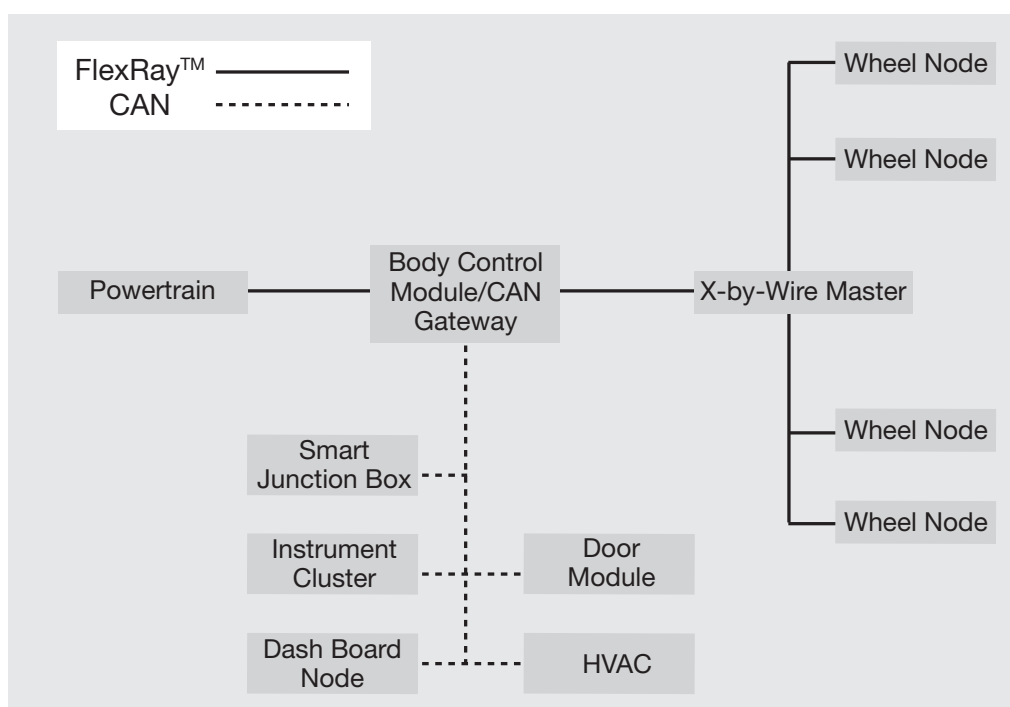 FlexRay™
CAN
Wheel Node
Wheel Node
Powertrain
Body Control
Module/CAN
Gateway
X-by-Wire Master
Wheel Node
Wheel Node
Smart
Junction Box
Instrument
Cluster
Door
Module
Dash Board
Node
HVAC